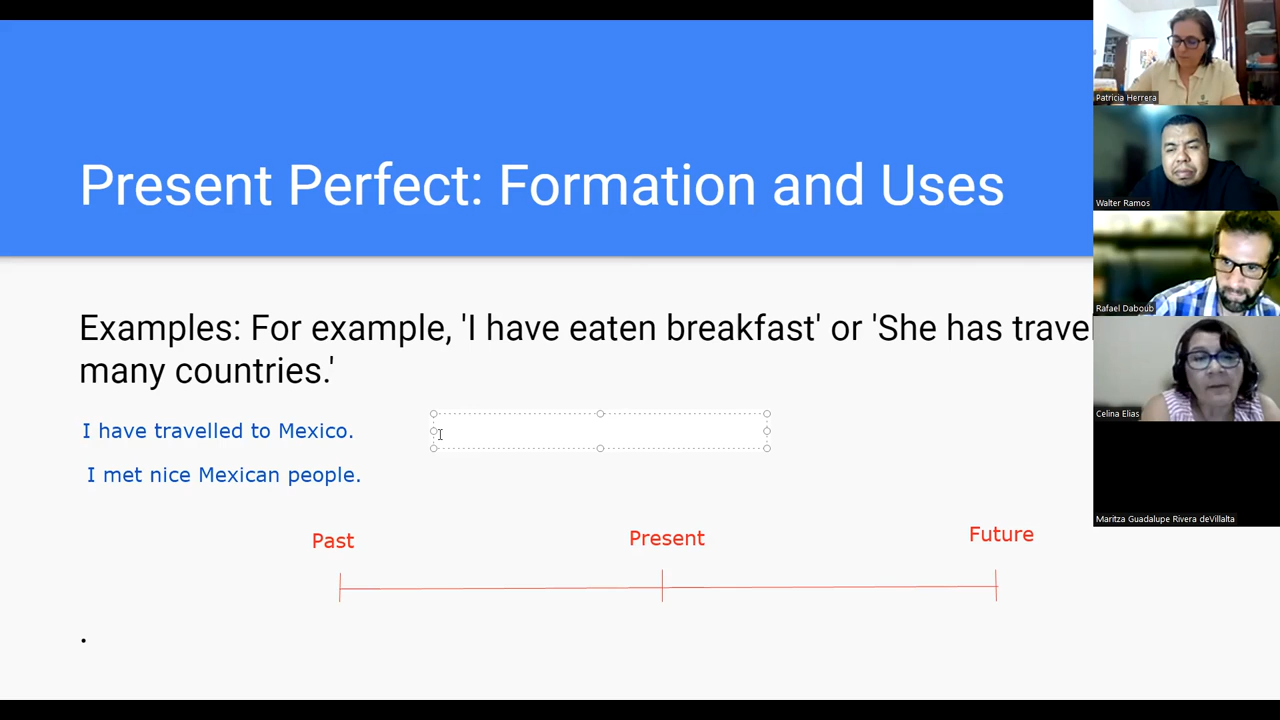 Present Perfect: Formation and Uses
Examples: For example, 'I have eaten breakfast' or 'She has
many countries.'
I have travelled to Mexico.
I met nice Mexican people.
Past
Present
Future
.
Patricia Herrera
Walter Ramos
Rafael Daboub
Celina Elias
Maritza Guadalupe Rivera deVillalta